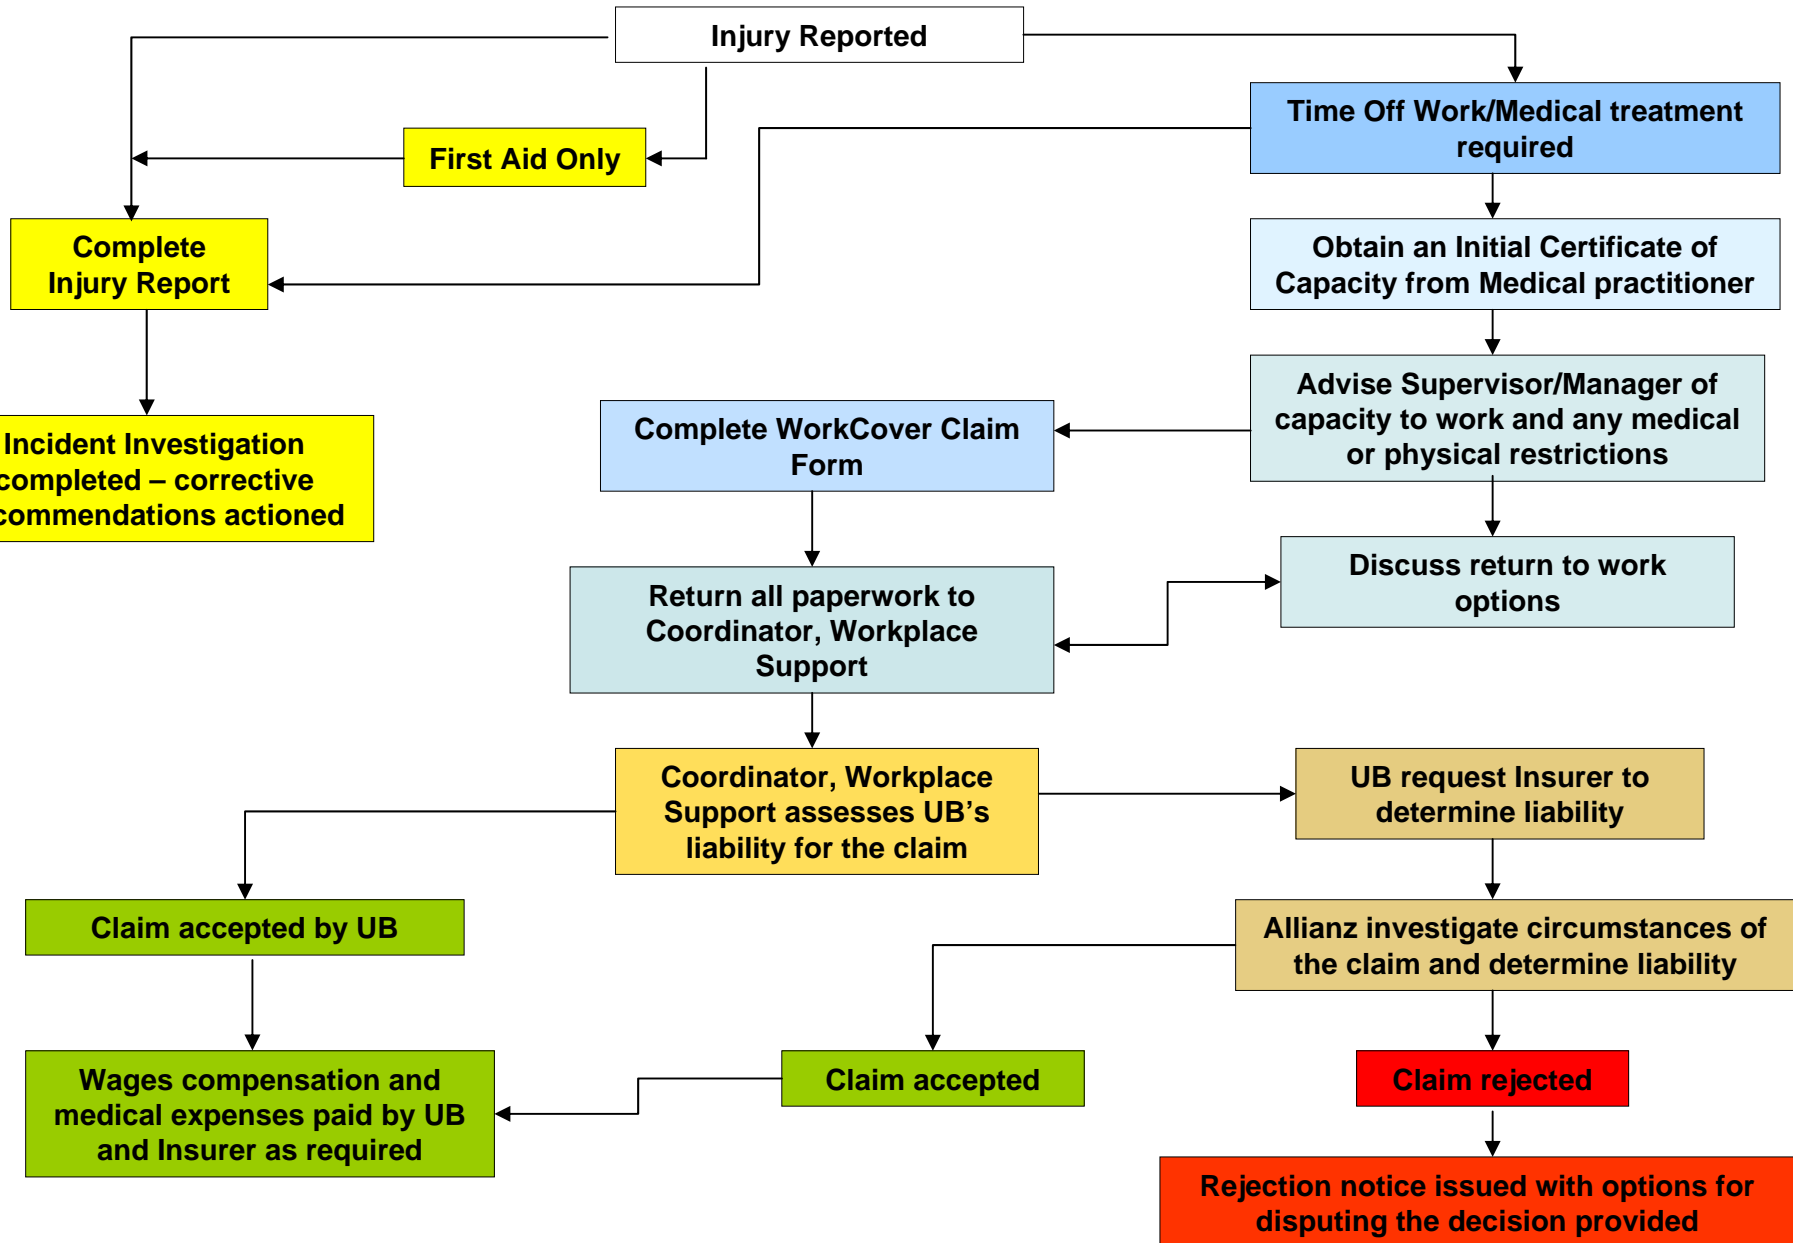 Injury Reported
Time Off Work/Medical treatment
required
First Aid Only
Complete
Injury Report
Obtain an Initial Certificate of
Capacity from Medical practitioner
Advise Supervisor/Manager of
capacity to work and any medical
or physical restrictions
Complete WorkCover Claim
Form
Incident Investigation
completed – corrective
commendations actioned
Discuss return to work
options
Return all paperwork to
Coordinator, Workplace
Support
Coordinator, Workplace
Support assesses UB’s
liability for the claim
UB request Insurer to
determine liability
Claim accepted by UB
Allianz investigate circumstances of
the claim and determine liability
Wages compensation and
medical expenses paid by UB
and Insurer as required
Claim accepted
Claim rejected
Rejection notice issued with options for
disputing the decision provided